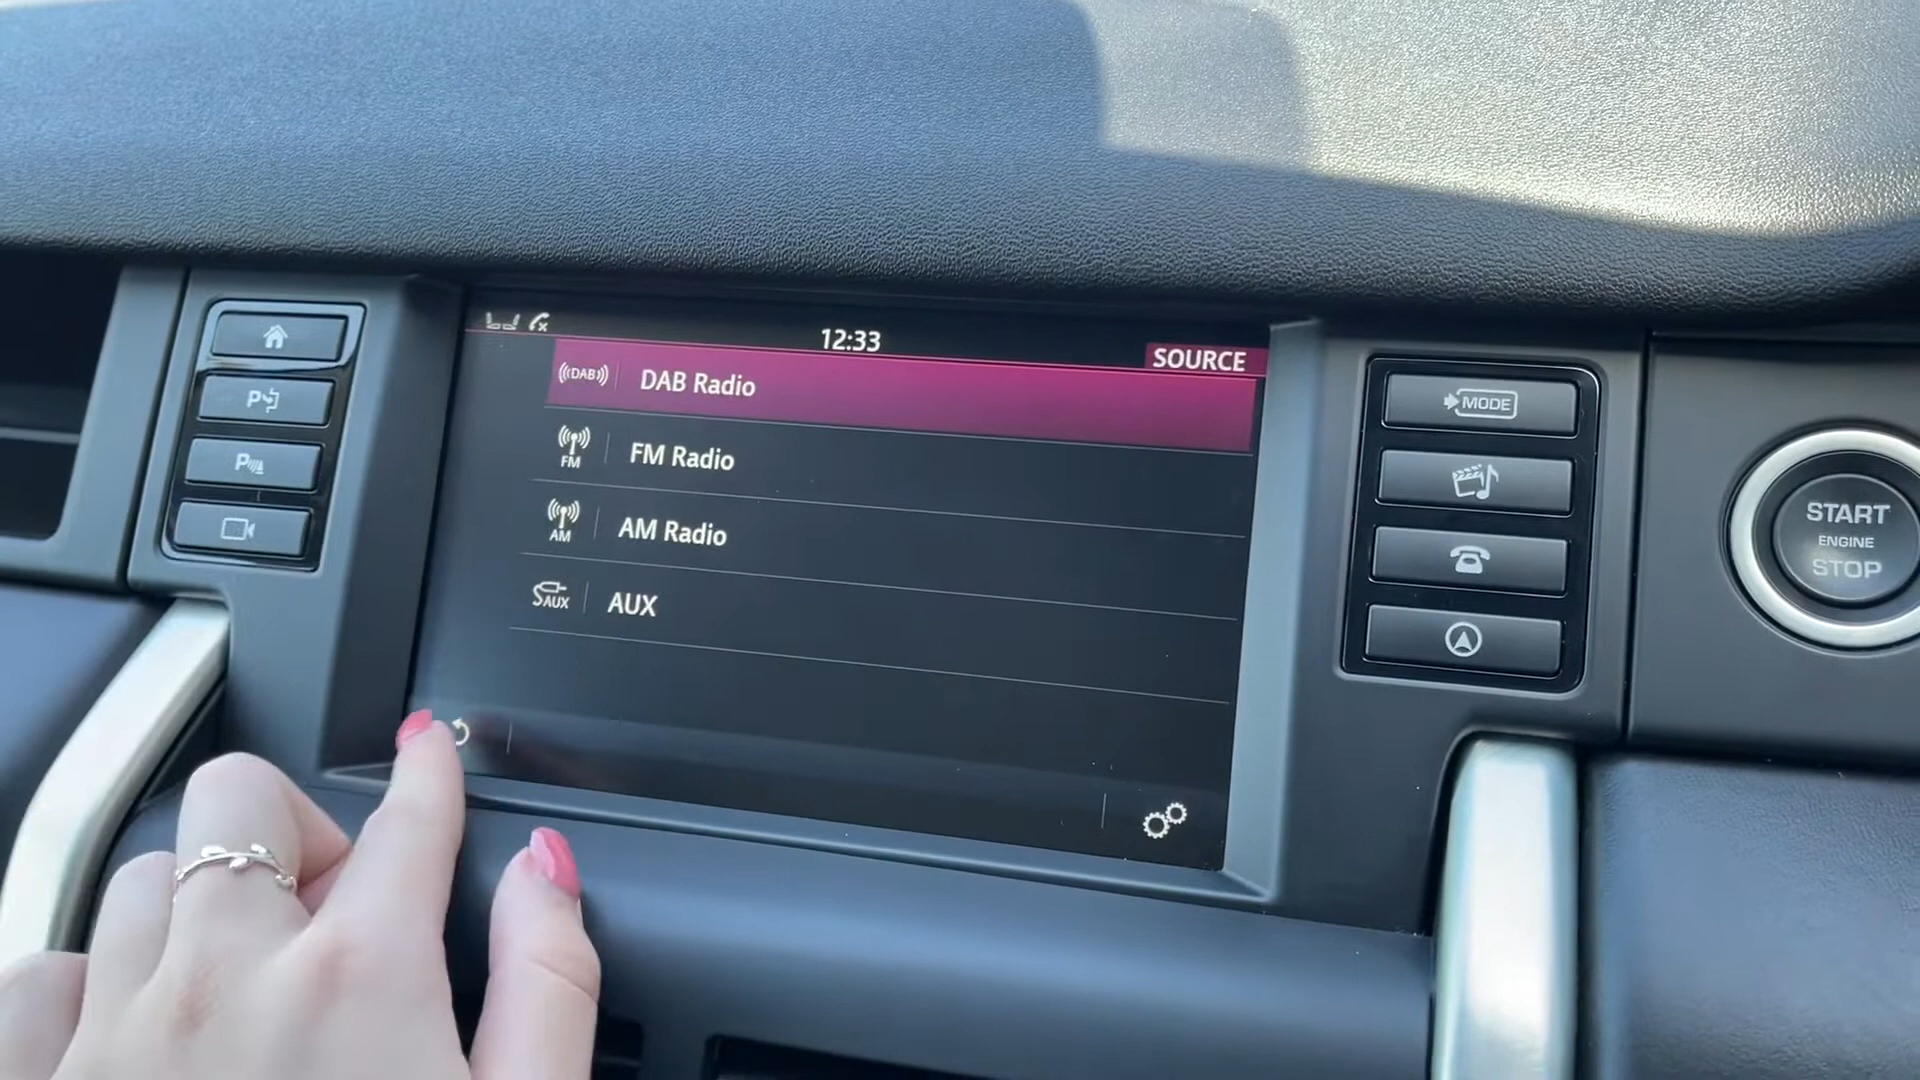 12:33
SOURCE
DAB
DAB Radio
FM
FM Radio
AM
AM Radio
AUX
AUX
P
P
MODE
START
ENGINE
STOP